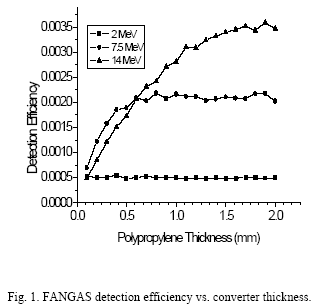 0.0035
0.0030
0.0025
0.0020
0.0015
0.0010
0.0005
0.0000
Detection Efficiency
2 MeV
7.5 MeV
14 MeV
0.0 0.5 1.0 1.5 2.0
Polypropylene Thickness (mm)
Fig. 1. FANGAS detection efficiency vs. converter thickness.